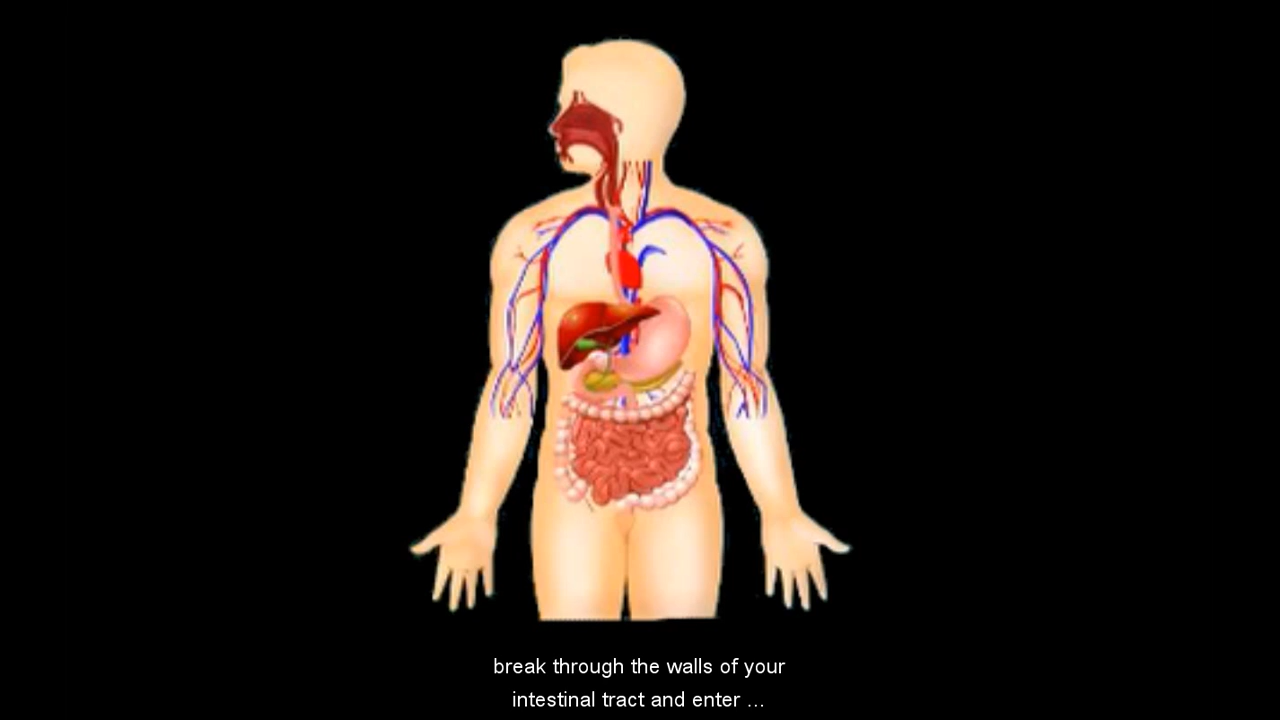 break through the walls of your
intestinal tract and enter ...